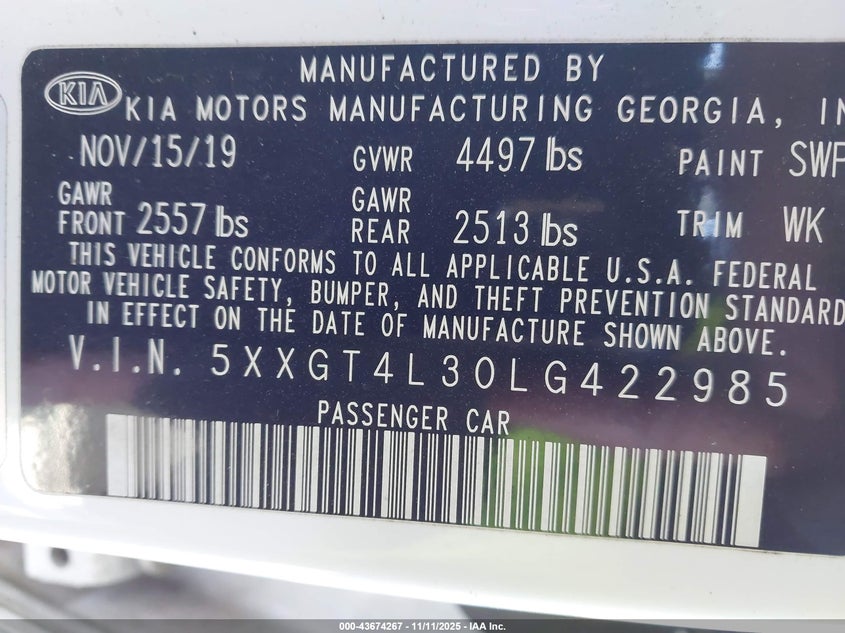 MANUFACTURED BY
KIA KIA MOTORS MANUFACTURING GEORGIA, IN
NOV/15/19 GVWR 4497 lbs PAINT SWP
GAWR FRONT 2557 lbs GAWR REAR 2513 lbs TRIM WK
THIS VEHICLE CONFORMS TO ALL APPLICABLE U.S.A. FEDERAL
MOTOR VEHICLE SAFETY, BUMPER, AND THEFT PREVENTION STANDARD
IN EFFECT ON THE DATE OF MANUFACTURE SHOWN ABOVE.
V.I.N. 5XXGT4L30LG422985
PASSENGER CAR
000-43674267 - 11/11/2025 - IAA Inc.